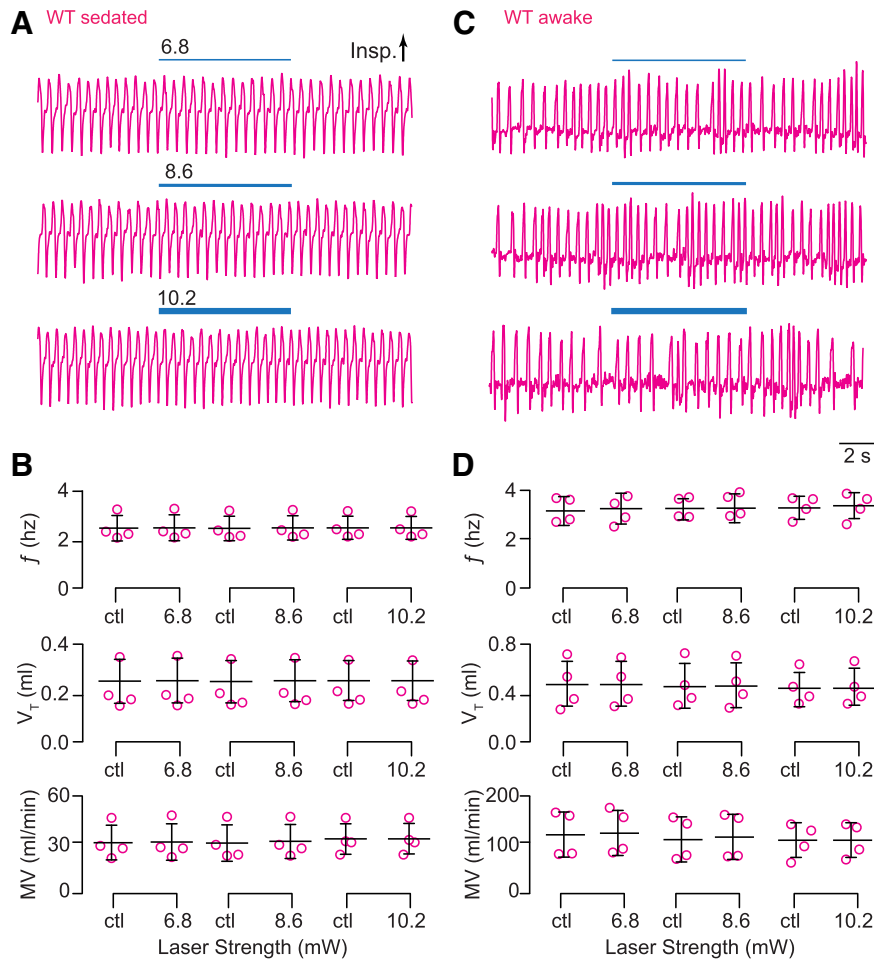 A WT sedated
6.8
Insp.
8.6
10.2
C WT awake
2 s
B
4
2
0
f (hz)
ctl 6.8 ctl 8.6 ctl 10.2
0.4
0.2
0.0
VT (ml)
ctl 6.8 ctl 8.6 ctl 10.2
60
30
0
MV (ml/min)
ctl 6.8 ctl 8.6 ctl 10.2
Laser Strength (mW)
D
4
2
0
f (hz)
ctl 6.8 ctl 8.6 ctl 10.2
0.8
0.4
0.0
VT (ml)
ctl 6.8 ctl 8.6 ctl 10.2
200
100
0
MV (ml/min)
ctl 6.8 ctl 8.6 ctl 10.2
Laser Strength (mW)